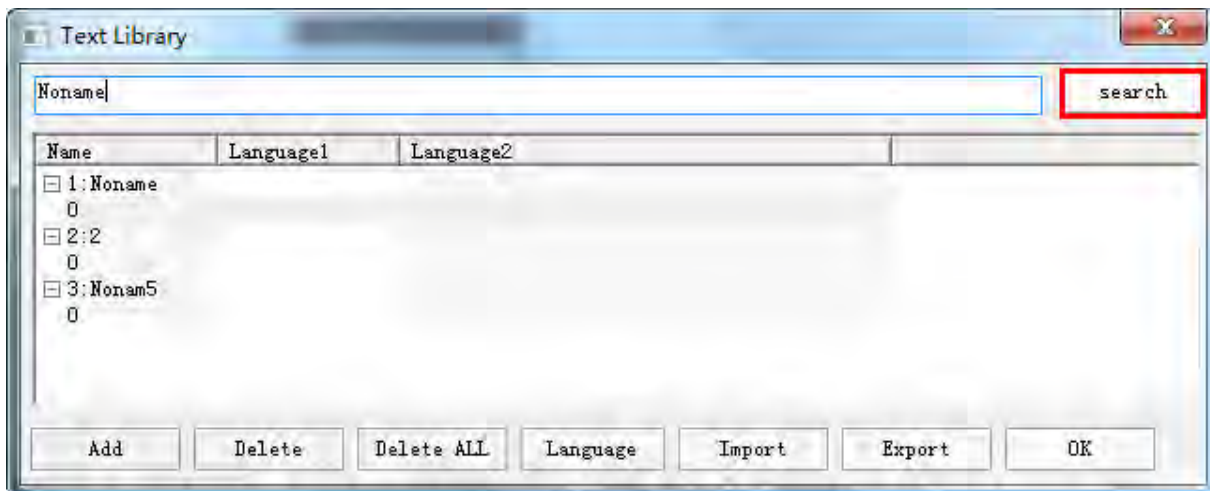 Text Library
Noname
search
Name Language1 Language2
1:Noname
0
2:2
0
3:Nonam5
0
Add Delete Delete ALL Language Import Export OK